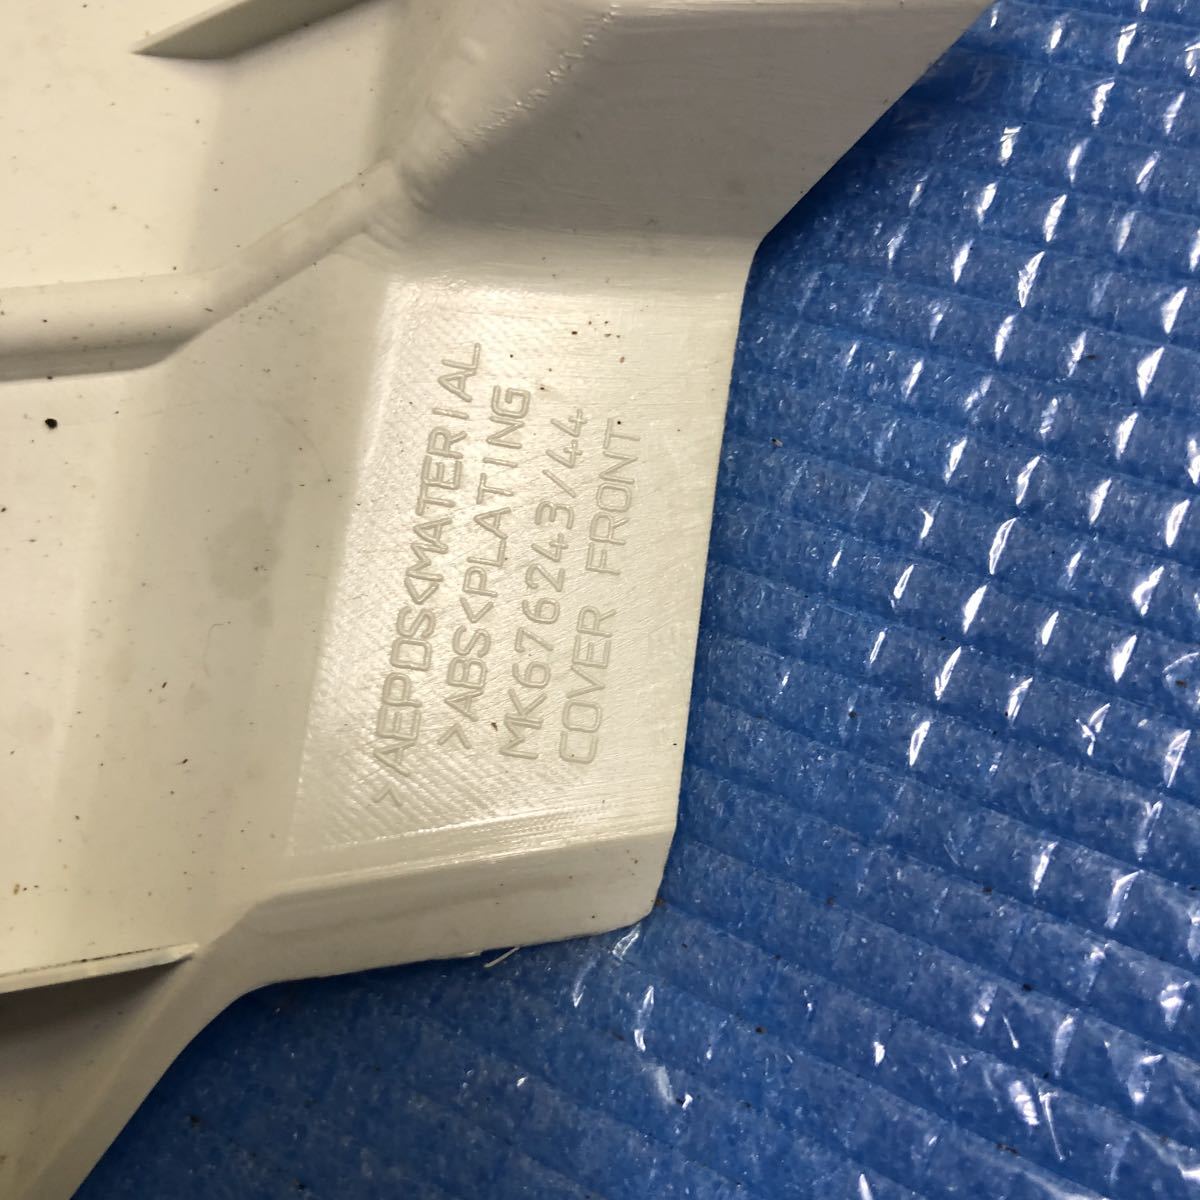 >AEPDS<MATERIAL
>ABS<PLATING
MK676243/44
COVER FRONT